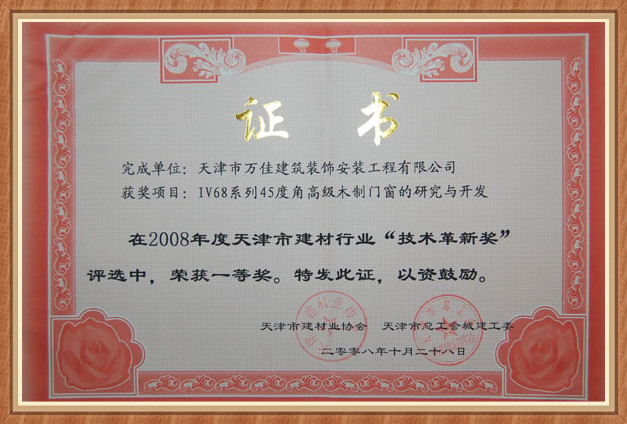 证 书
完成单位：天津市万佳建筑装饰安装工程有限公司
获奖项目：IV68系列45度角高级木制门窗的研究与开发
在2008年度天津市建材行业“技术革新奖”
评选中，荣获一等奖。特发此证，以资鼓励。
天津市建材业协会 天津市总工会城建工委
二〇〇八年十月二十八日